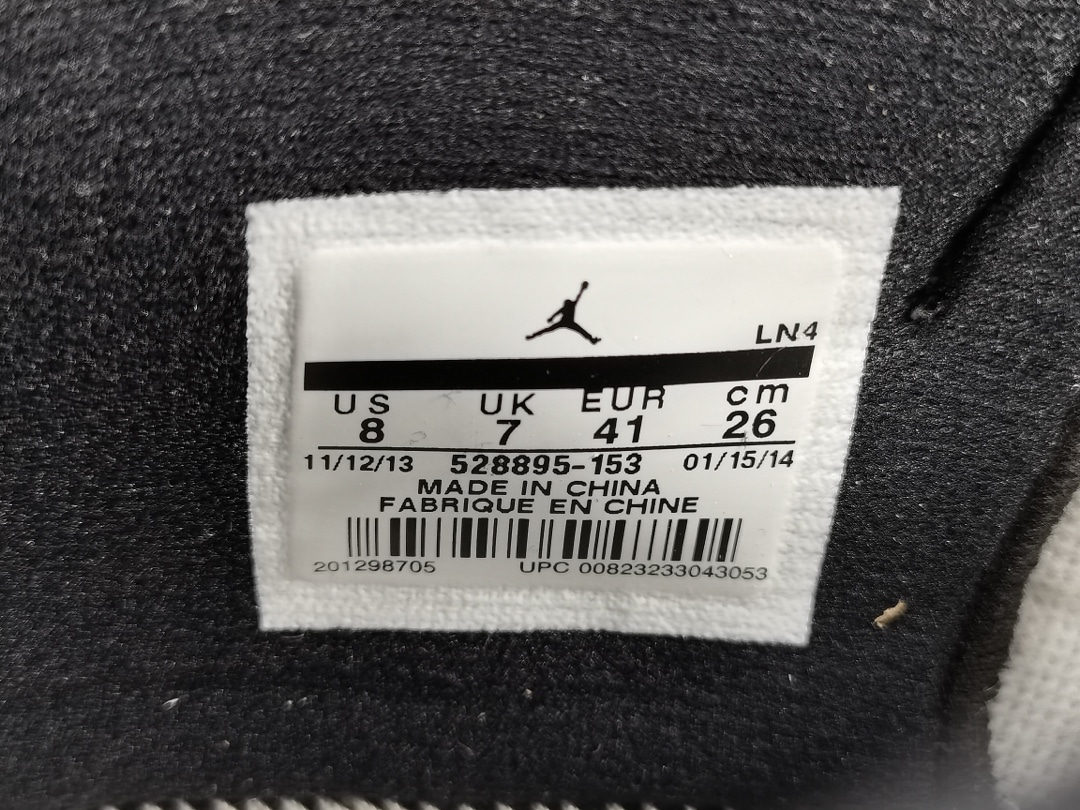 LN4
US UK EUR cm
8 7 41 26
11/12/13 528895-153 01/15/14
MADE IN CHINA
FABRIQUE EN CHINE
201298705 UPC 00823233043053